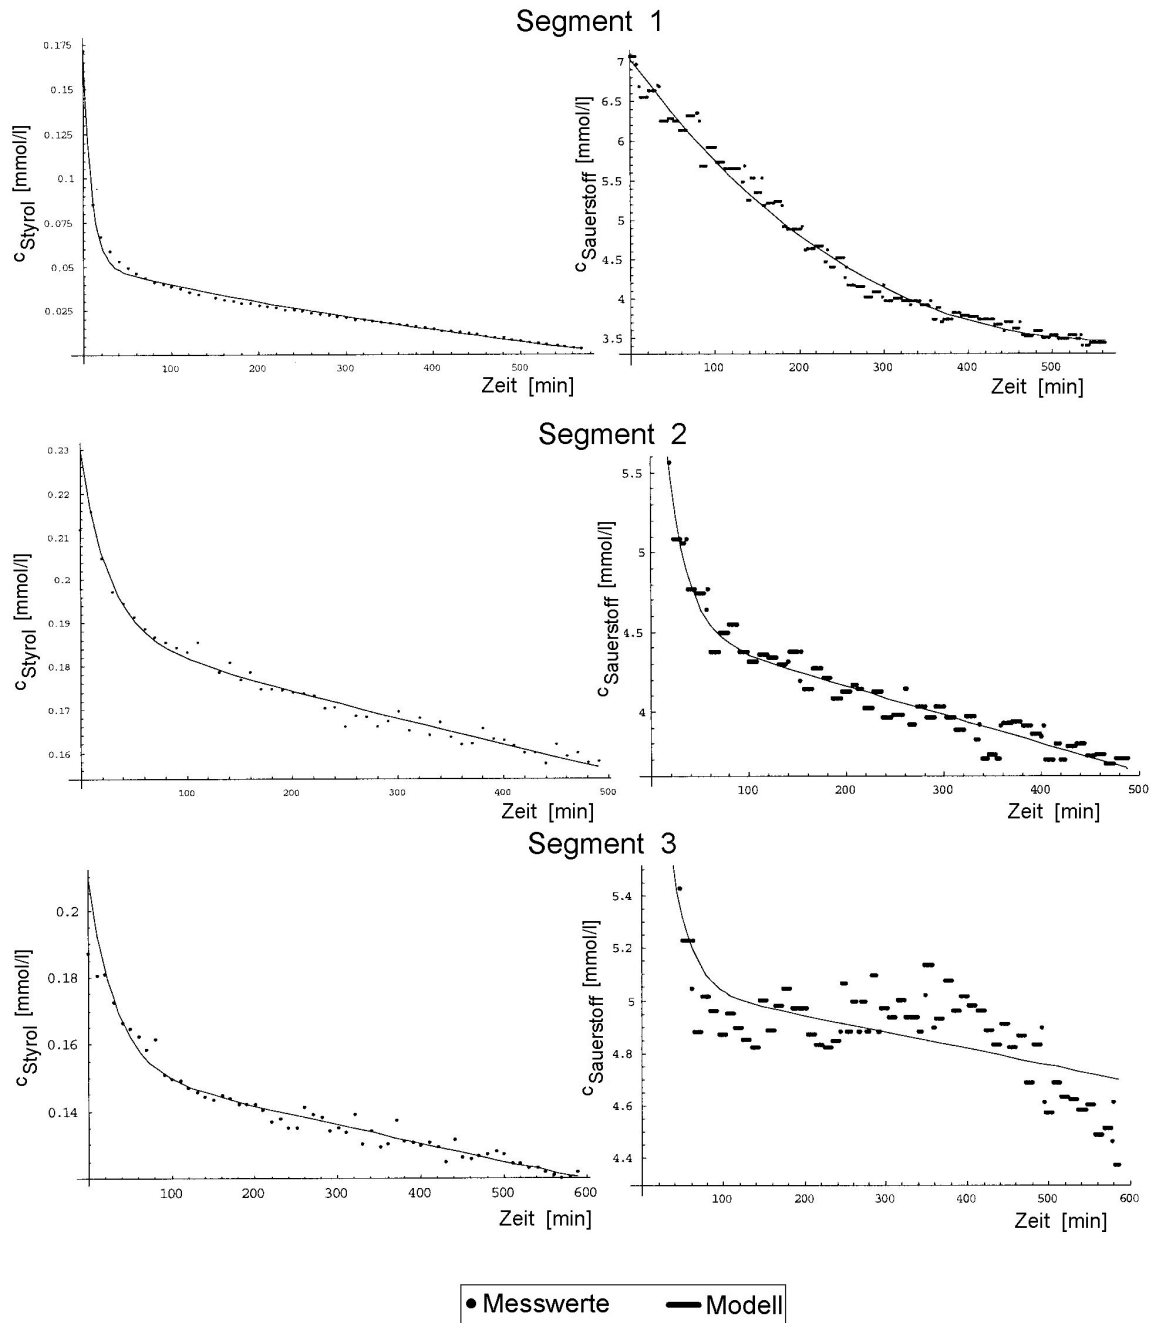 Segment 1
c Styrol [mmol/l]
0.175
0.15
0.125
0.1
0.075
0.05
0.025
100 200 300 400 500
Zeit [min]
c Sauerstoff [mmol/l]
7
6.5
6
5.5
5
4.5
4
3.5
100 200 300 400 500
Zeit [min]
Segment 2
c Styrol [mmol/l]
0.23
0.22
0.21
0.2
0.19
0.18
0.17
0.16
100 200 300 400 500
Zeit [min]
c Sauerstoff [mmol/l]
5.5
5
4.5
4
100 200 300 400 500
Zeit [min]
Segment 3
c Styrol [mmol/l]
0.2
0.18
0.16
0.14
100 200 300 400 500 600
Zeit [min]
c Sauerstoff [mmol/l]
5.4
5.2
5
4.8
4.6
4.4
100 200 300 400 500 600
Zeit [min]
Messwerte Modell